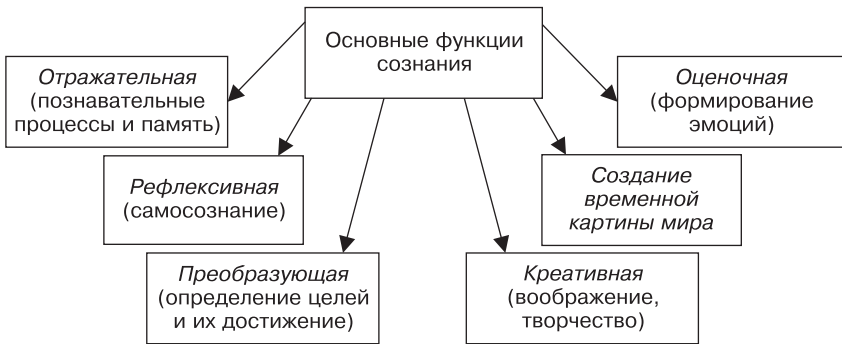 Основные функции
сознания
Отражательная
(познавательные
процессы и память)
Оценочная
(формирование
эмоций)
Рефлексивная
(самосознание)
Создание
временной
картины мира
Преобразующая
(определение целей
и их достижение)
Креативная
(воображение,
творчество)